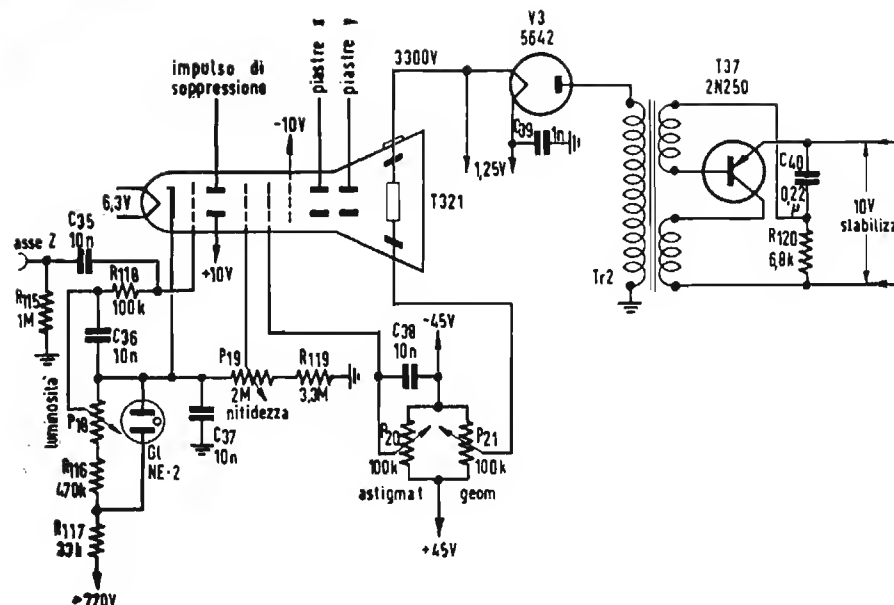 V3
5642
T37
2N250
impulso di
soppressione
piastre x
piastre y
3300V
-10V
C39
1n
1,25V
C40
0,22
µ
10V
stabilizz
R120
6,8k
Tr2
T321
6,3V
C35
10n
asse Z
+10V
R118
100k
R115
1M
C36
10n
P19
2M
nitidezza
R119
3,3M
C38
10n
-45V
luminosità
P18
Gl
NE-2
C37
10n
P20
100k
P21
100k
astigmat
geom
R116
470k
R117
+45V